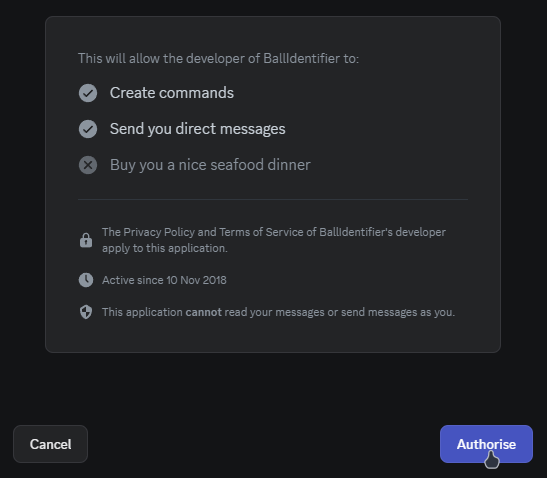 This will allow the developer of BallIdentifier to:
Create commands
Send you direct messages
Buy you a nice seafood dinner
The Privacy Policy and Terms of Service of BallIdentifier's developer
apply to this application.
Active since 10 Nov 2018
This application cannot read your messages or send messages as you.
Cancel
Authorise